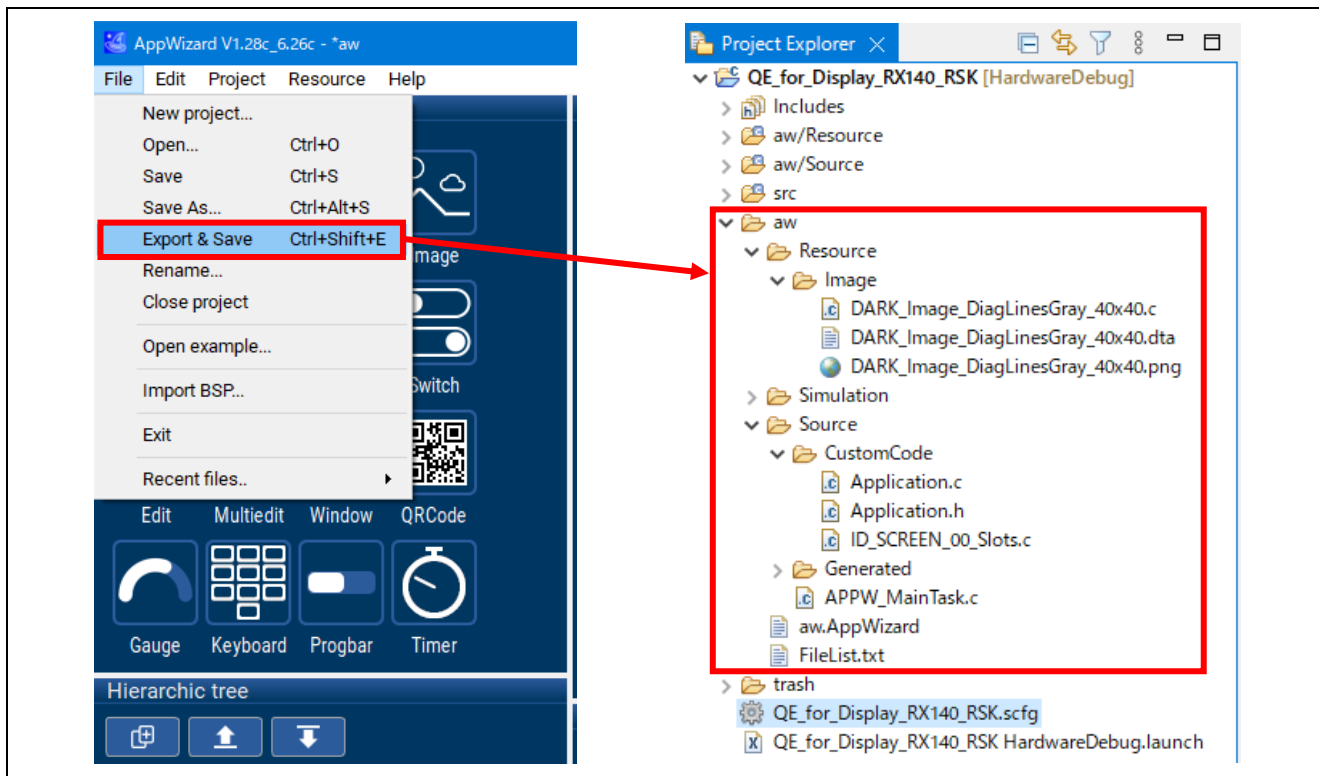 AppWizard V1.28c_6.26c - *aw
File Edit Project Resource Help
New project...
Open... Ctrl+O
Save Ctrl+S
Save As... Ctrl+Alt+S
Export & Save Ctrl+Shift+E
Rename...
Close project
Open example...
Import BSP...
Exit
Recent files..
mage
Switch
Edit Multiedit Window QRCode
Gauge Keyboard Progbar Timer
Hierarchic tree
Project Explorer
QE_for_Display_RX140_RSK [HardwareDebug]
Includes
aw/Resource
aw/Source
src
aw
Resource
Image
DARK_Image_DiagLinesGray_40x40.c
DARK_Image_DiagLinesGray_40x40.dta
DARK_Image_DiagLinesGray_40x40.png
Simulation
Source
CustomCode
Application.c
Application.h
ID_SCREEN_00_Slots.c
Generated
APPW_MainTask.c
aw.AppWizard
FileList.txt
trash
QE_for_Display_RX140_RSK.scfg
QE_for_Display_RX140_RSK HardwareDebug.launch